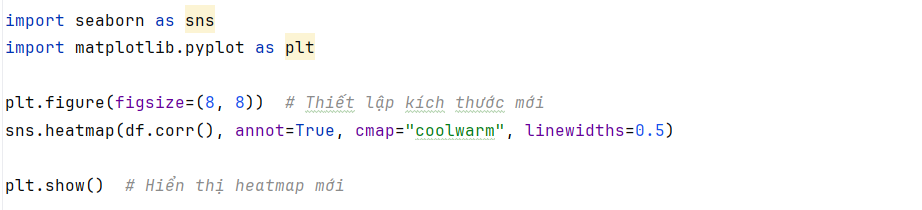 import seaborn as sns
import matplotlib.pyplot as plt
plt.figure(figsize=(8, 8))  # Thiết lập kích thước mới
sns.heatmap(df.corr(), annot=True, cmap="coolwarm", linewidths=0.5)
plt.show()  # Hiển thị heatmap mới